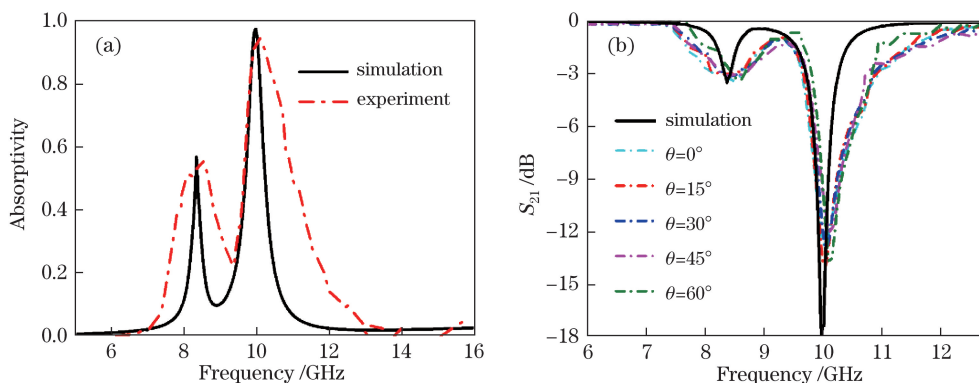 (a)
Absorptivity
1.0
0.8
0.6
0.4
0.2
0.0
6
8
10
12
14
16
Frequency /GHz
simulation
experiment
(b)
S21 /dB
0
-3
-6
-9
-12
-15
-18
6
7
8
9
10
11
12
Frequency /GHz
simulation
θ=0°
θ=15°
θ=30°
θ=45°
θ=60°